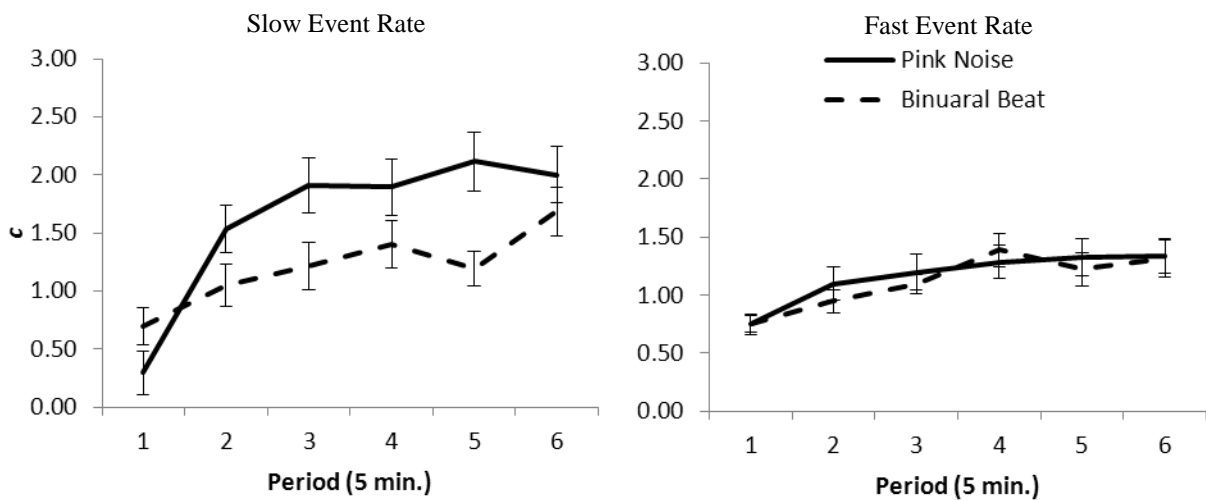 Slow Event Rate
3.00
2.50
2.00
1.50
1.00
0.50
0.00
c
1 2 3 4 5 6
Period (5 min.)
Fast Event Rate
Pink Noise
Binuaral Beat
3.00
2.50
2.00
1.50
1.00
0.50
0.00
1 2 3 4 5 6
Period (5 min.)